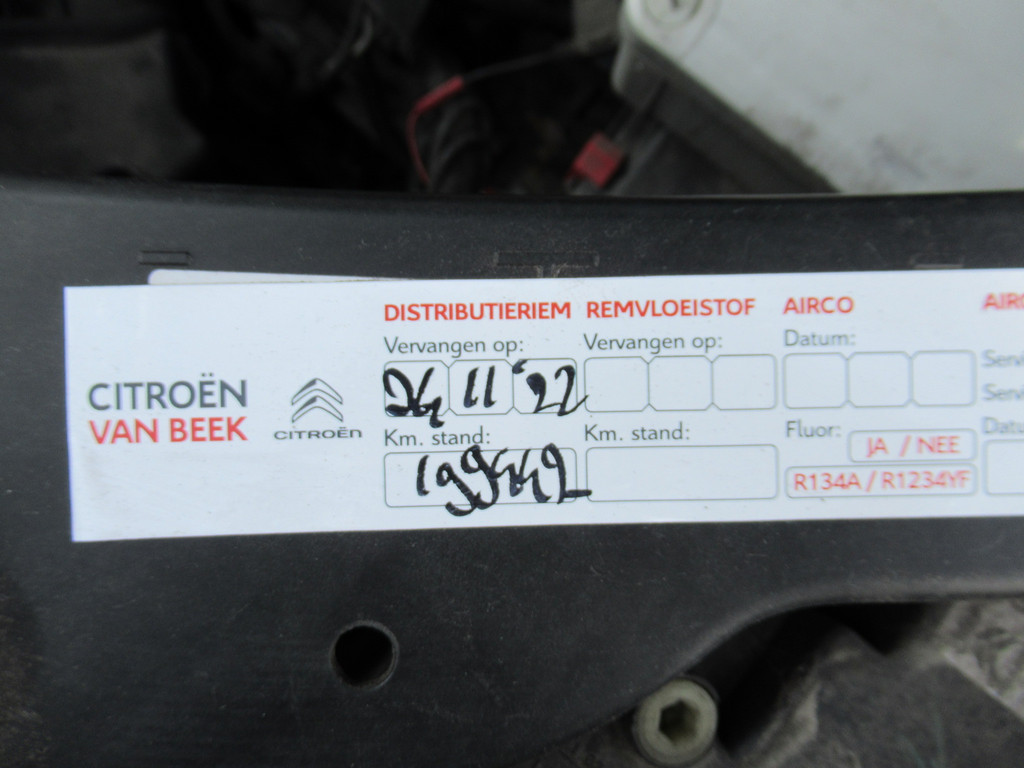 DISTRIBUTIERIEM REMVLOEISTOF AIRCO
Vervangen op: Vervangen op: Datum:
24 11 '22
CITROËN
VAN BEEK
CITROËN
Km. stand: Km. stand: Fluor: JA / NEE
199442
R134A / R1234YF